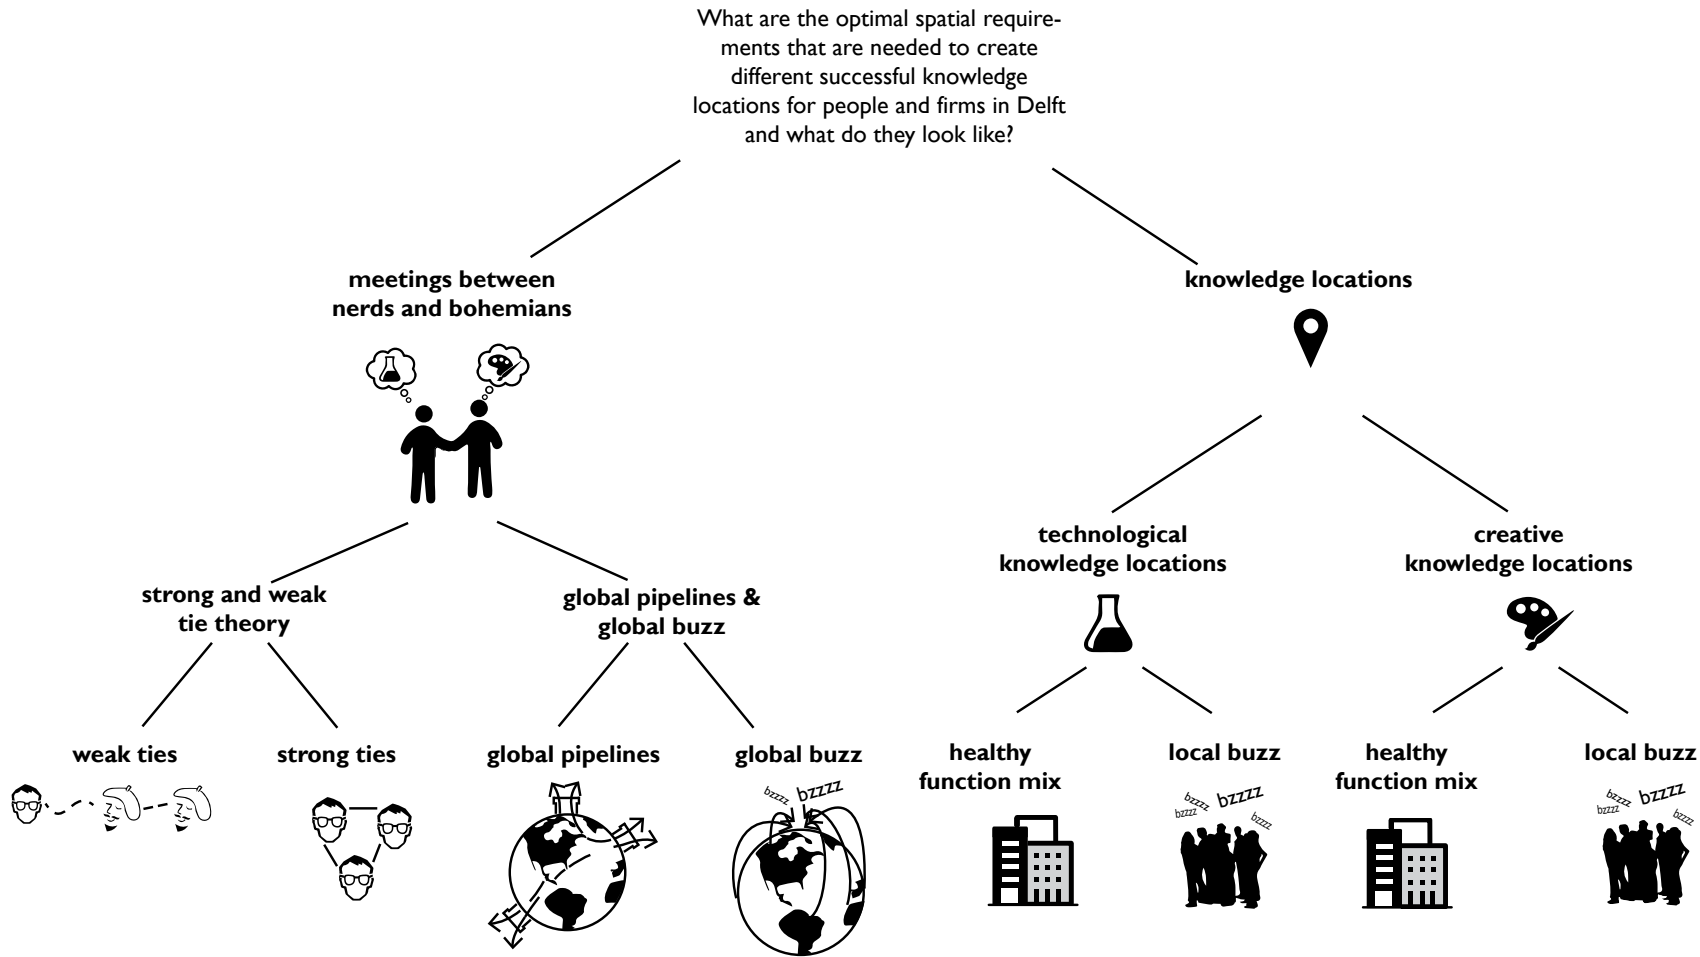 What are the optimal spatial require-
ments that are needed to create
different successful knowledge
locations for people and firms in Delft
and what do they look like?
meetings between
nerds and bohemians
knowledge locations
technological
knowledge locations
creative
knowledge locations
strong and weak
tie theory
global pipelines &
global buzz
weak ties
strong ties
global pipelines
global buzz
healthy
function mix
local buzz
healthy
function mix
local buzz
bzzzz
bzzzz
bzzzz
bzzzz
bzzzz
bzzzz
bzzzz
bzzzz
bzzzz
bzzzz